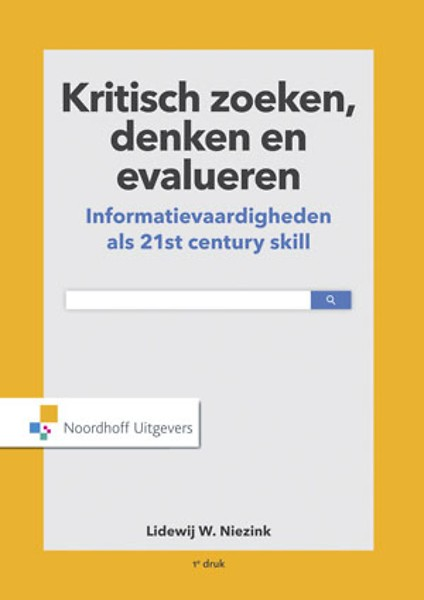 Kritisch zoeken,
denken en
evalueren
Informatievaardigheden
als 21st century skill
Noordhoff Uitgevers
Lidewij W. Niezink
1e druk